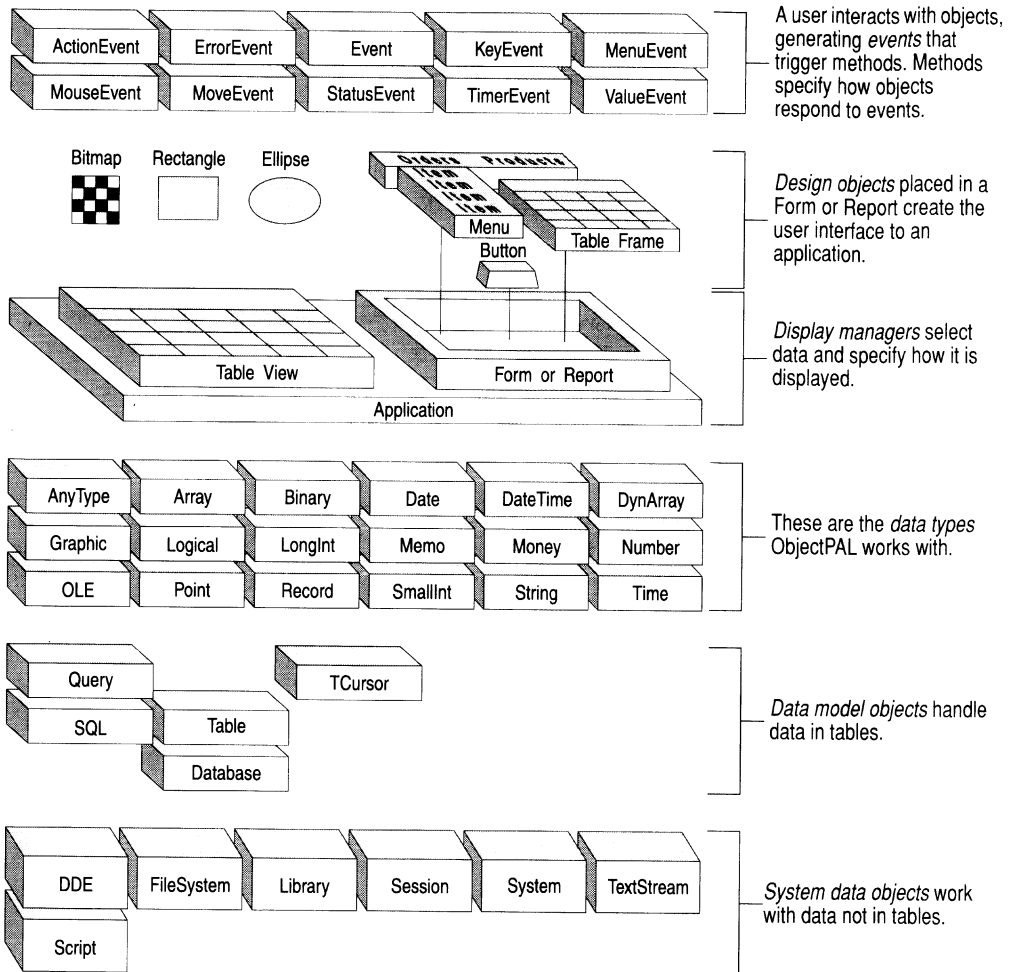 ActionEvent ErrorEvent Event KeyEvent MenuEvent
MouseEvent MoveEvent StatusEvent TimerEvent ValueEvent
A user interacts with objects,
generating events that
trigger methods. Methods
specify how objects
respond to events.
Bitmap Rectangle Ellipse
Orders Products
Item
Item
Item
Item
Menu
Table Frame
Button
Design objects placed in a
Form or Report create the
user interface to an
application.
Table View
Form or Report
Application
Display managers select
data and specify how it is
displayed.
AnyType Array Binary Date DateTime DynArray
Graphic Logical LongInt Memo Money Number
OLE Point Record SmallInt String Time
These are the data types
ObjectPAL works with.
Query TCursor
SQL Table
Database
Data model objects handle
data in tables.
DDE FileSystem Library Session System TextStream
Script
System data objects work
with data not in tables.